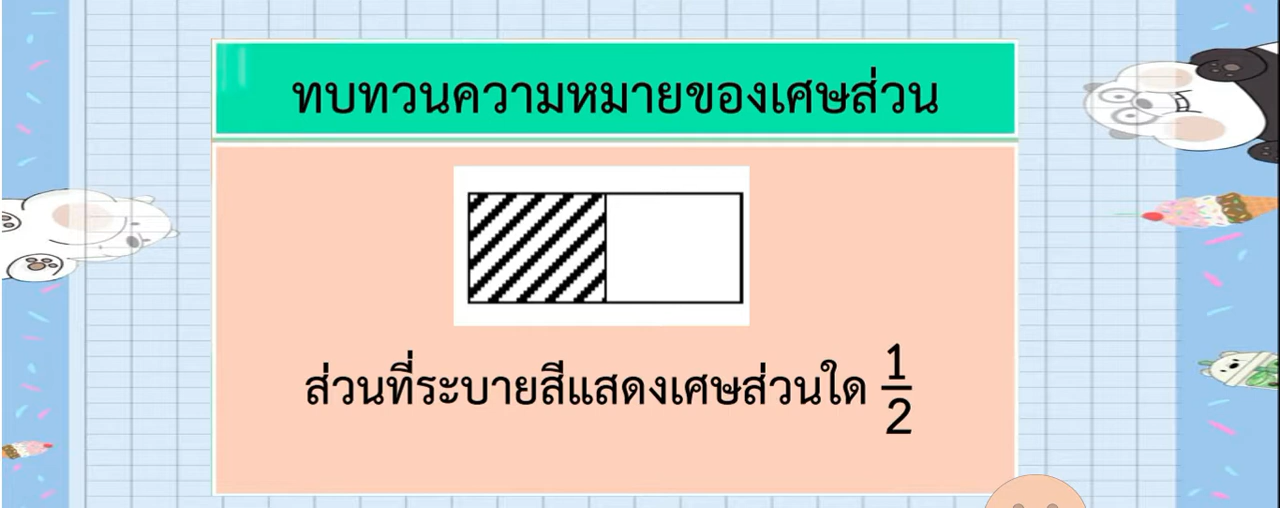 ทบทวนความหมายของเศษส่วน
ส่วนที่ระบายสีแสดงเศษส่วนใด 1/2